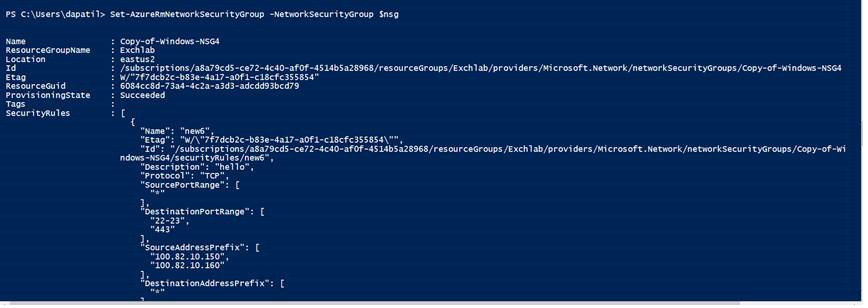 PS C:\Users\dapatil> Set-AzureRmNetworkSecurityGroup -NetworkSecurityGroup $nsg
Name : Copy-of-Windows-NSG4
ResourceGroupName : Exchlab
Location : eastus2
Id : /subscriptions/a8a79cd5-ce72-4c40-af0f-4514b5a28968/resourceGroups/Exchlab/providers/Microsoft.Network/networkSecurityGroups/Copy-of-Windows-NSG4
Etag : W/"7f7dcb2c-b83e-4a17-a0f1-c18cfc355854"
ResourceGuid : 6084cc8d-73a4-4c2a-a3d3-adcdd93bcd79
ProvisioningState : Succeeded
Tags :
SecurityRules : [
{
"Name": "new6",
"Etag": "W/\"7f7dcb2c-b83e-4a17-a0f1-c18cfc355854\"",
"Id": "/subscriptions/a8a79cd5-ce72-4c40-af0f-4514b5a28968/resourceGroups/Exchlab/providers/Microsoft.Network/networkSecurityGroups/Copy-of-Wi
ndows-NSG4/securityRules/new6",
"Description": "hello",
"Protocol": "TCP",
"SourcePortRange": [
"*"
],
"DestinationPortRange": [
"22-23",
"443"
],
"SourceAddressPrefix": [
"100.82.10.150",
"100.82.10.160"
],
"DestinationAddressPrefix": [
"*"
]